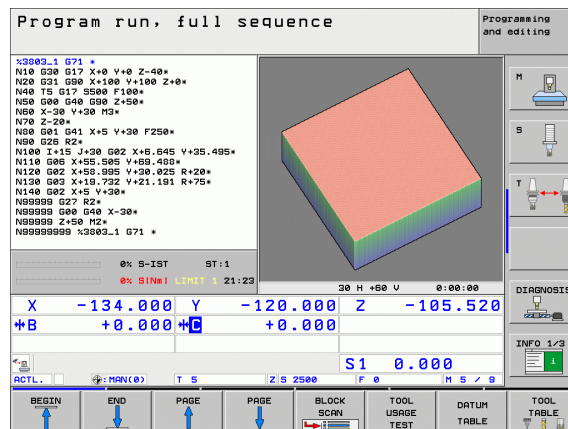 Program run, full sequence
Programming
and editing
%3803_1 G71 *
N10 G30 G17 X+0 Y+0 Z-40*
N20 G31 G90 X+100 Y+100 Z+0*
N40 T5 G17 S500 F100*
N50 G00 G40 G90 Z+50*
N60 X-30 Y+30 M3*
N70 Z-20*
N80 G01 G41 X+5 Y+30 F250*
N90 G26 R2*
N100 I+15 J+30 G02 X+6.645 Y+35.495*
N110 G06 X+55.505 Y+69.488*
N120 G02 X+58.995 Y+30.025 R+20*
N130 G03 X+19.732 Y+21.191 R+75*
N140 G02 X+5 Y+30*
N99999 G27 R2*
N99999 G00 G40 X-30*
N99999 Z+50 M2*
N99999999 %3803_1 G71 *
M
S
T
0% S-IST ST:1
0% S[Nm] LIMIT 1 21:23
30 H +60 V 0:00:00
DIAGNOSIS
X -134.000 Y -120.000 Z -105.520
B +0.000 C +0.000
INFO 1/3
S1 0.000
ACTL. : MAN(0) T 5 Z S 2500 F 0 M 5 / 9
BEGIN
END
PAGE
PAGE
BLOCK
SCAN
TOOL
USAGE
TEST
DATUM
TABLE
TOOL
TABLE